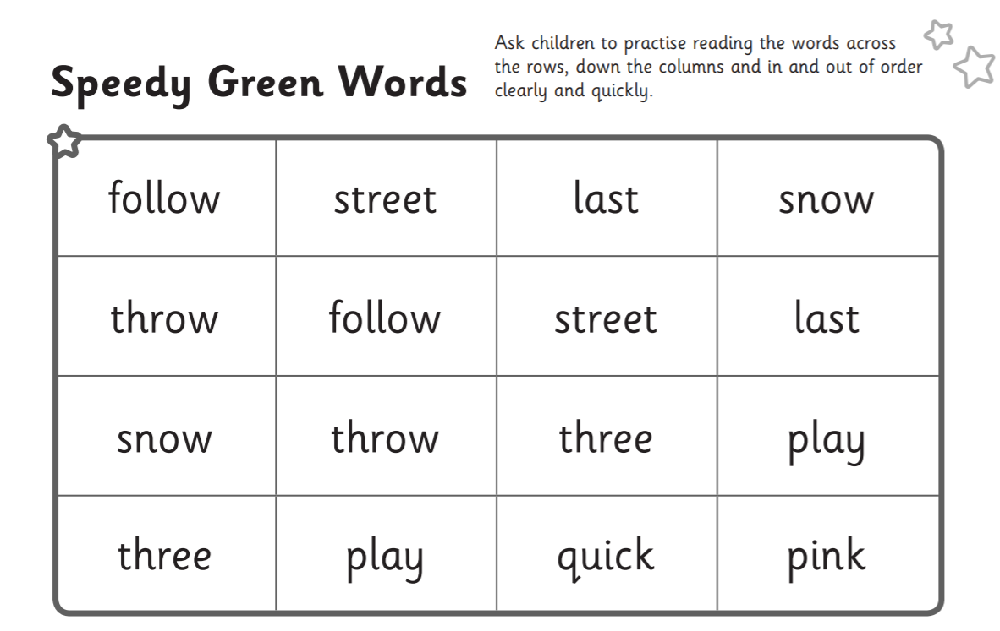 Speedy Green Words
Ask children to practise reading the words across
the rows, down the columns and in and out of order
clearly and quickly.
follow street last snow
throw follow street last
snow throw three play
three play quick pink